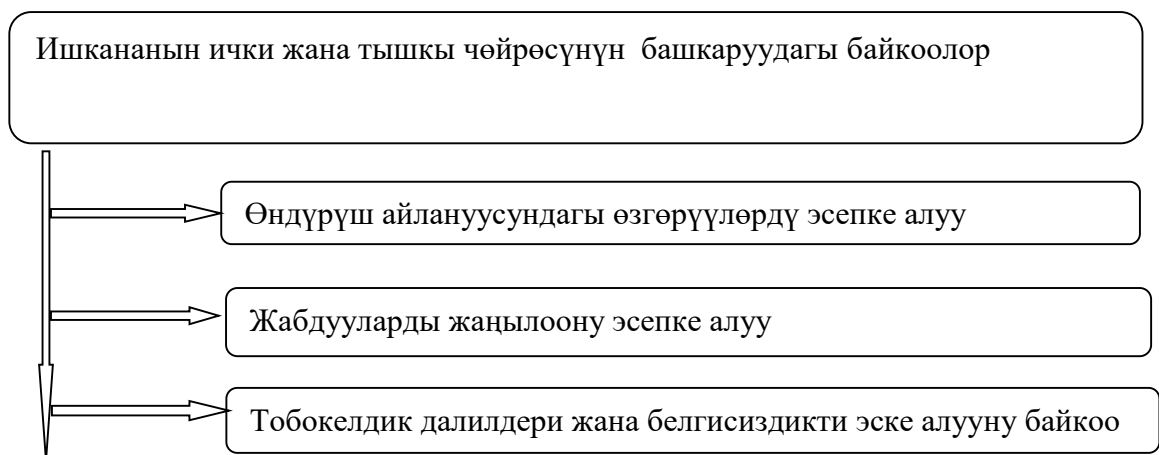 Ишкананын ички жана тышкы чөйрөсүнүн башкаруудагы байкоолор
Өндүрүш айлануусундагы өзгөрүүлөрдү эсепке алуу
Жабдууларды жаңылоону эсепке алуу
Тобокелдик далилдери жана белгисиздикти эске алууну байкоо